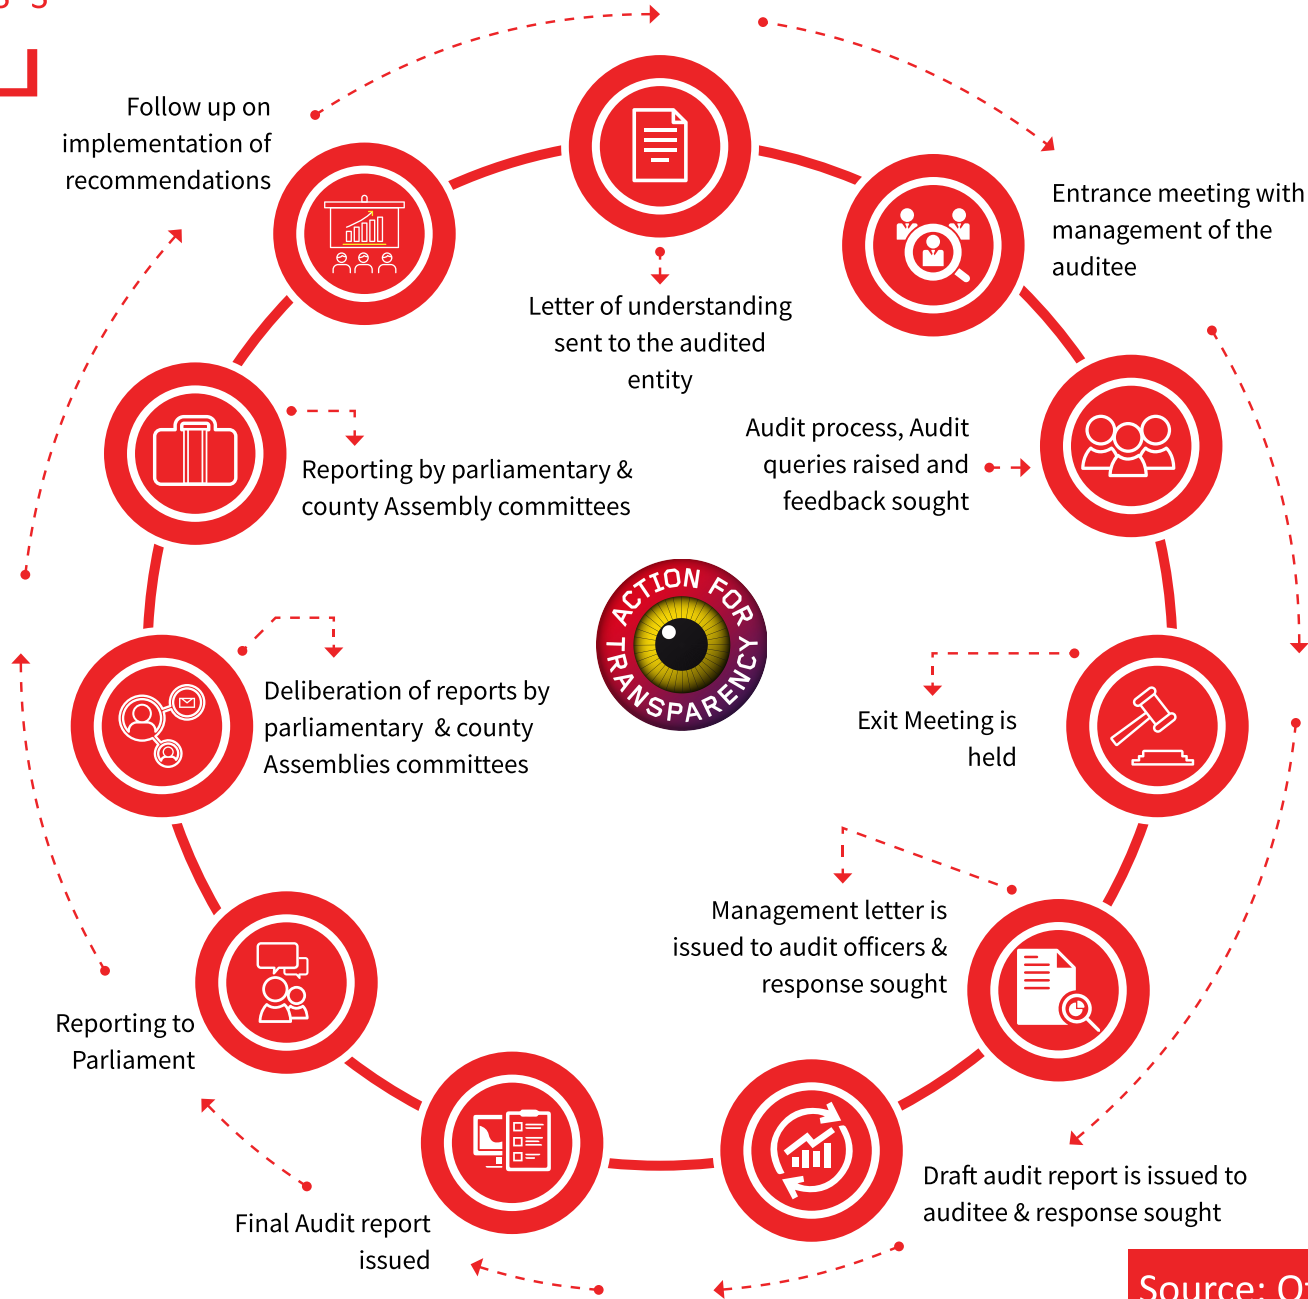 Follow up on
implementation of
recommendations
Letter of understanding
sent to the audited
entity
Entrance meeting with
management of the
auditee
Audit process, Audit
queries raised and
feedback sought
Reporting by parliamentary &
county Assembly committees
ACTION FOR
TRANSPARENCY
Deliberation of reports by
parliamentary & county
Assemblies committees
Exit Meeting is
held
Management letter is
issued to audit officers &
response sought
Reporting to
Parliament
Draft audit report is issued to
auditee & response sought
Final Audit report
issued
Source: